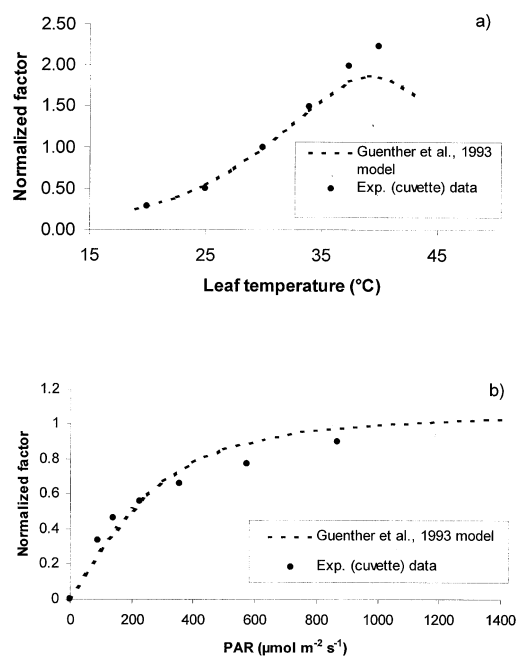 a)
2.50
2.00
1.50
1.00
0.50
0.00
Normalized factor
Guenther et al., 1993
model
Exp. (cuvette) data
15
25
35
45
Leaf temperature (°C)
b)
1.2
1
0.8
0.6
0.4
0.2
0
Normalized factor
Guenther et al., 1993 model
Exp. (cuvette) data
0
200
400
600
800
1000
1200
1400
PAR (µmol m⁻² s⁻¹)